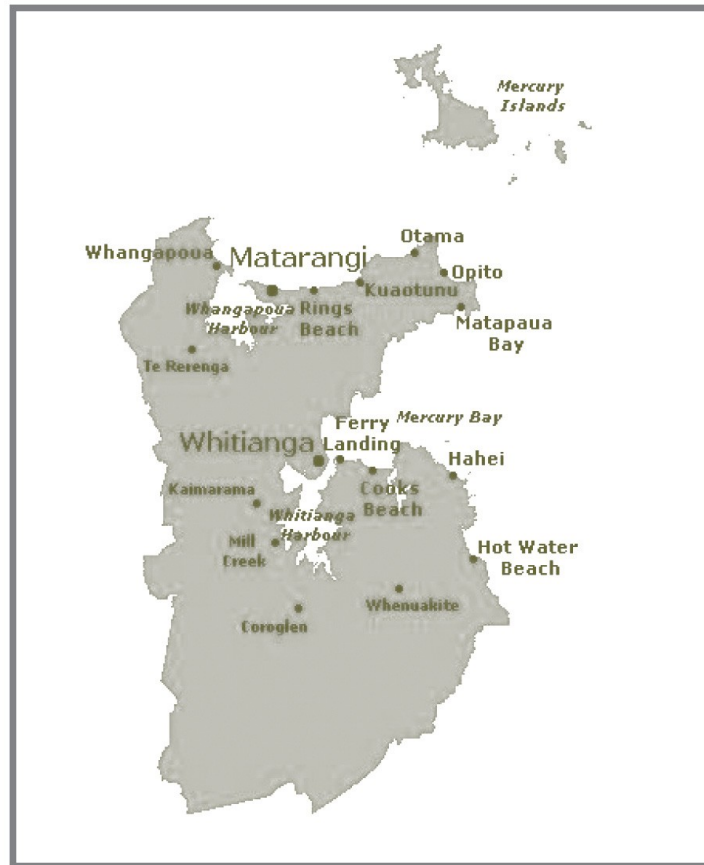 Mercury
Islands
Otama
Whangapoua
Matarangi
Opito
Kuaotunu
Whangapoua
Harbour
Rings
Beach
Matapaua
Bay
Te Rerenga
Ferry
Landing
Mercury Bay
Whitianga
Hahei
Cooks
Beach
Kaimarama
Whitianga
Harbour
Mill
Creek
Hot Water
Beach
Whenuakite
Coroglen